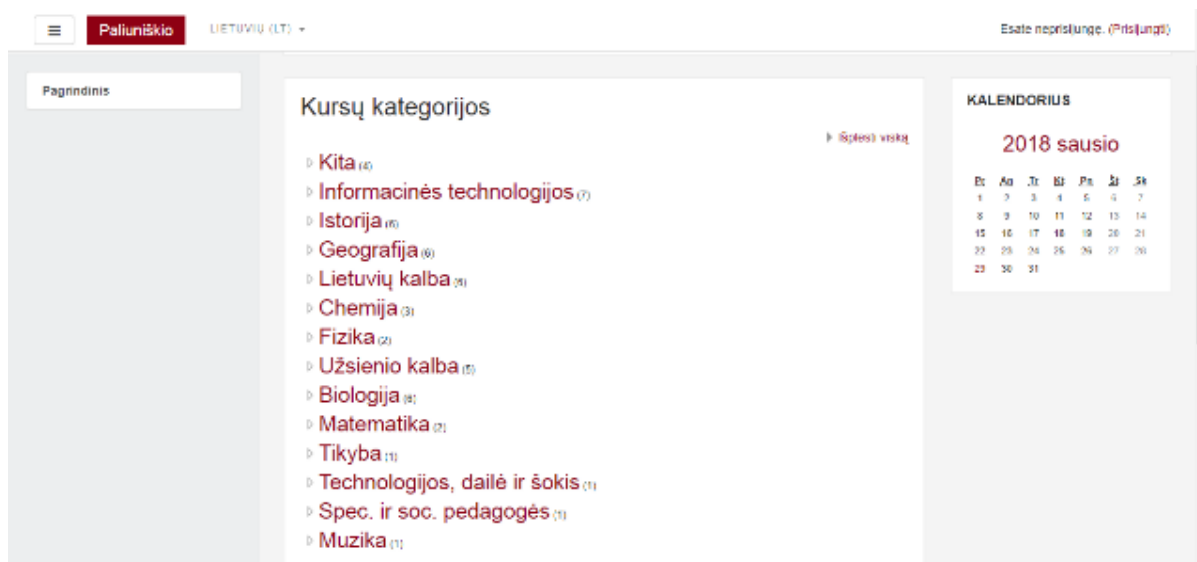 Paliuniškio
LIETUVIŲ (LT)
Esate neprisijungę. (Prisijungti)
Pagrindinis
Kursų kategorijos
Išplėsti viską
Kita (4)
Informacinės technologijos (7)
Istorija (6)
Geografija (6)
Lietuvių kalba (6)
Chemija (3)
Fizika (2)
Užsienio kalba (5)
Biologija (6)
Matematika (2)
Tikyba (1)
Technologijos, dailė ir šokis (1)
Spec. ir soc. pedagogės (1)
Muzika (1)
KALENDORIUS
2018 sausio
Pr An Tr Kt Pn Št Sk
1 2 3 4 5 6 7
8 9 10 11 12 13 14
15 16 17 18 19 20 21
22 23 24 25 26 27 28
29 30 31